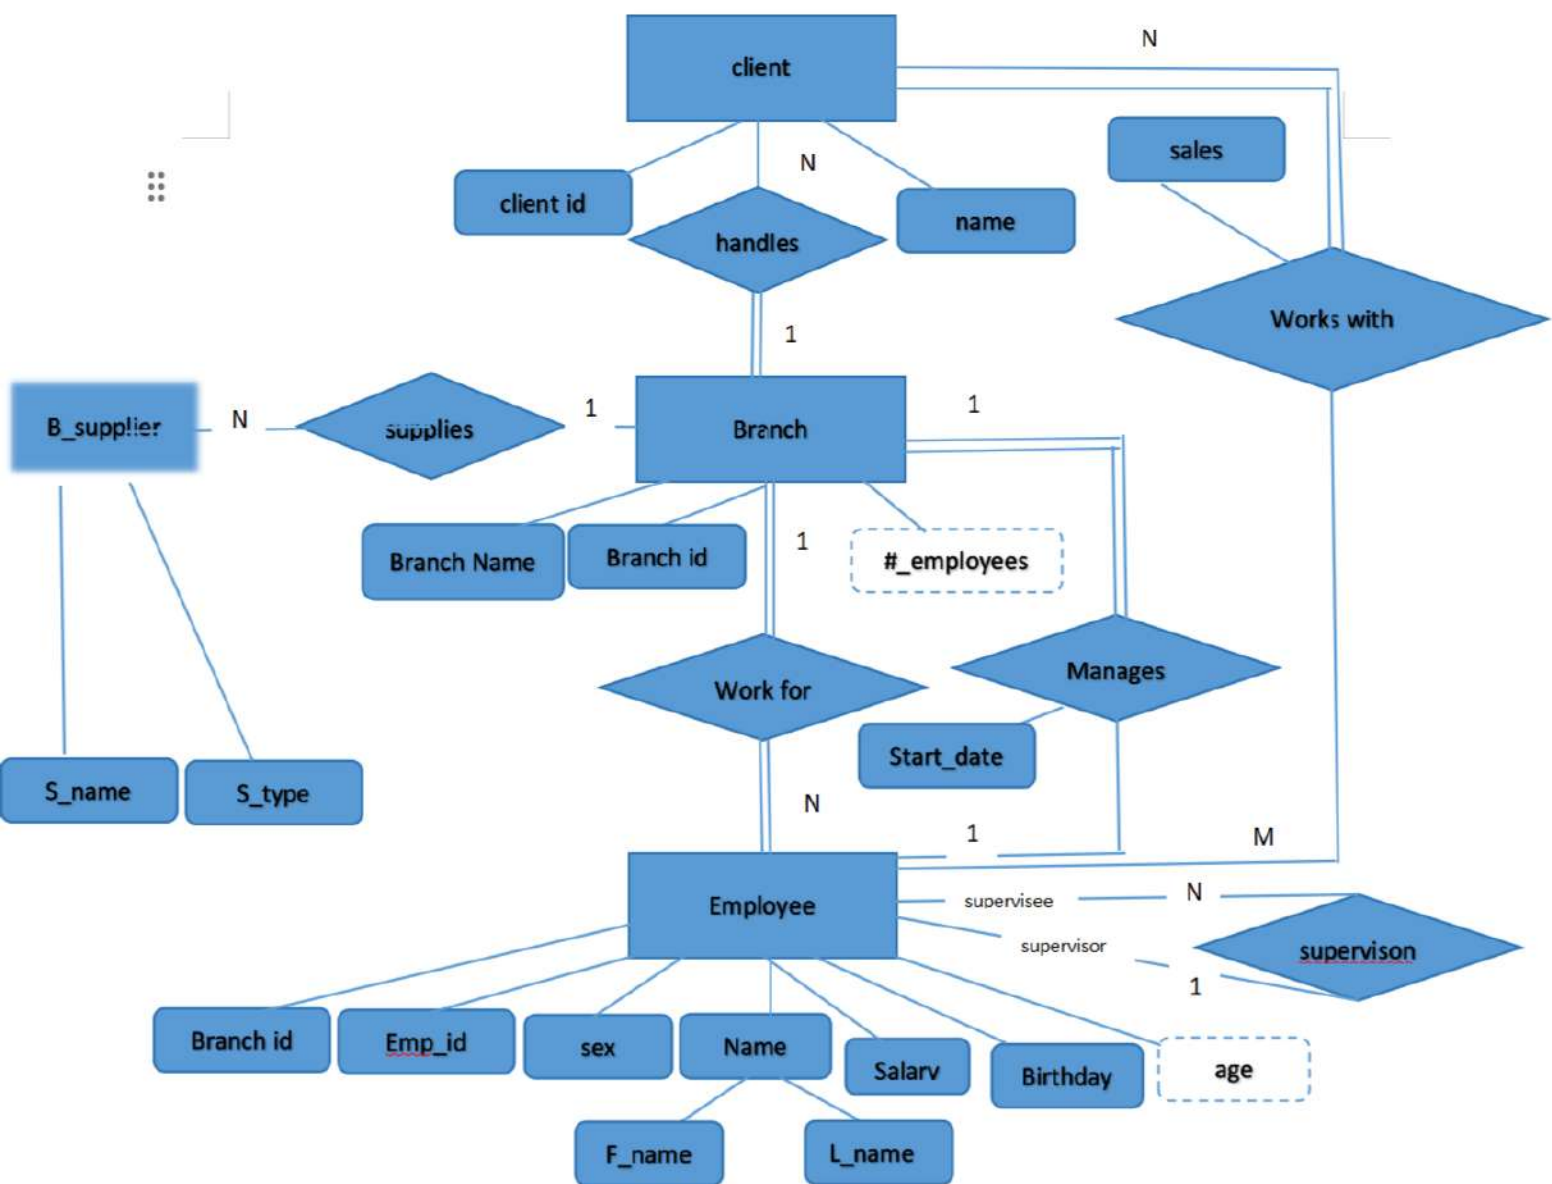 client
N
sales
N
client id
handles
name
Works with
1
B_supplier
N
supplies
1
Branch
1
Branch Name
Branch id
1
#_employees
Work for
Manages
Start_date
S_name
S_type
N
1
M
Employee
supervisee
N
supervisor
supervison
1
Branch id
Emp_id
sex
Name
Salary
Birthday
age
F_name
L_name